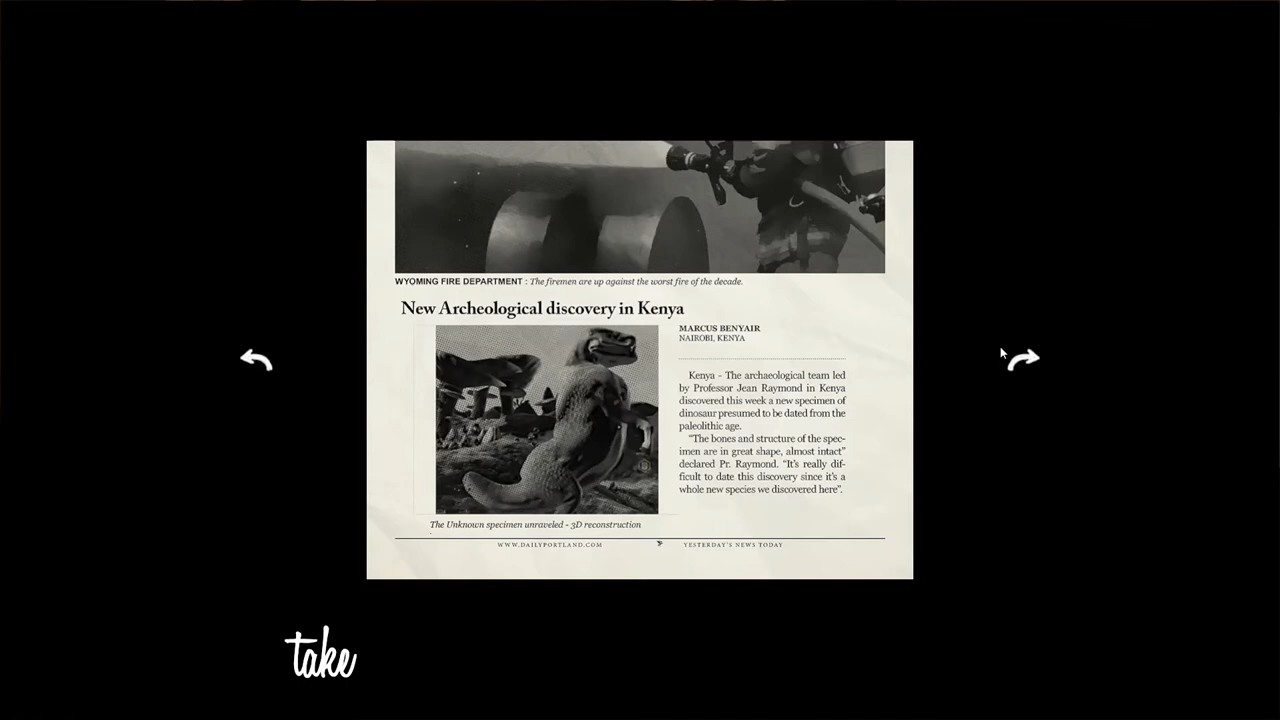 WYOMING FIRE DEPARTMENT : The firemen are up against the worst fire of the decade.
New Archeological discovery in Kenya
MARCUS BENYAIR
NAIROBI, KENYA
Kenya - The archaeological team led
by Professor Jean Raymond in Kenya
discovered this week a new specimen of
dinosaur presumed to be dated from the
paleolithic age.
"The bones and structure of the spec-
imen are in great shape, almost intact"
declared Pr. Raymond. "It's really dif-
ficult to date this discovery since it's a
whole new species we discovered here".
The Unknown specimen unraveled - 3D reconstruction
WWW.DAILYPORTLAND.COM
YESTERDAY'S NEWS TODAY
take